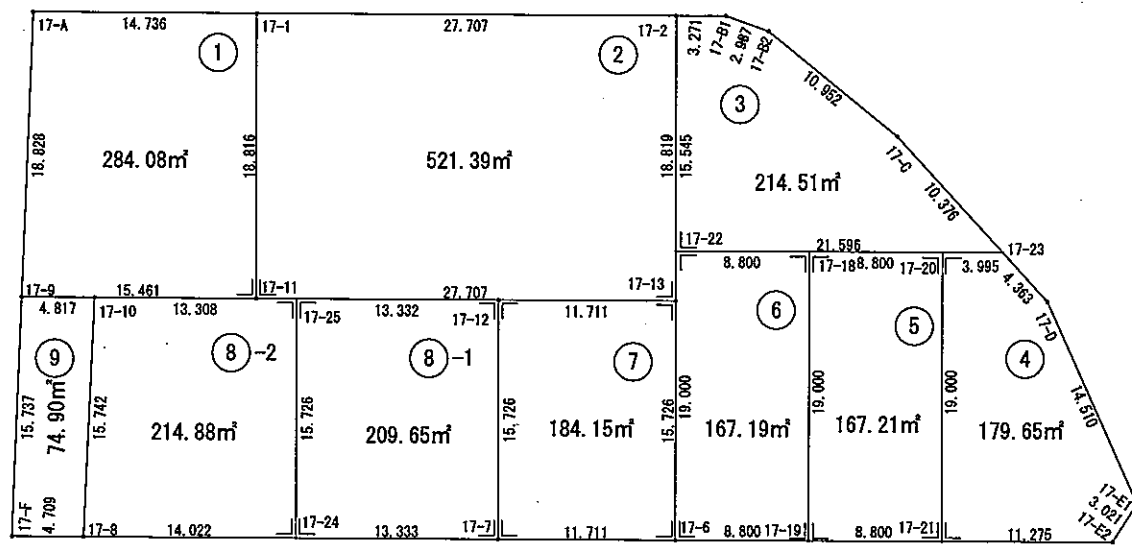 17-A 14.736 17-1 27.707 17-2 3.271 17-B1 2.987 17-B2
① ② ③ 10.952
18.828 284.08㎡ 18.816 521.39㎡ 18.819 15.545 214.51㎡ 17-C 10.376
17-22 21.596 17-23
8.800 17-18 8.800 17-20 3.995 4.363 17-D
17-9 15.461 17-11 27.707 17-13
4.817 17-10 13.308 17-25 13.332 17-12 11.711
⑨ ⑧-2 ⑧-1 ⑦ ⑥ ⑤ ④
15.737 74.90㎡ 15.742 214.88㎡ 15.726 209.65㎡ 15.726 184.15㎡ 15.726 19.000 167.19㎡ 19.000 167.21㎡ 19.000 179.65㎡ 14.510
17-F 4.709 17-8 14.022 17-24 13.333 17-7 11.711 17-6 8.800 17-19 8.800 17-21 11.275 17-E2 3.021 17-E1